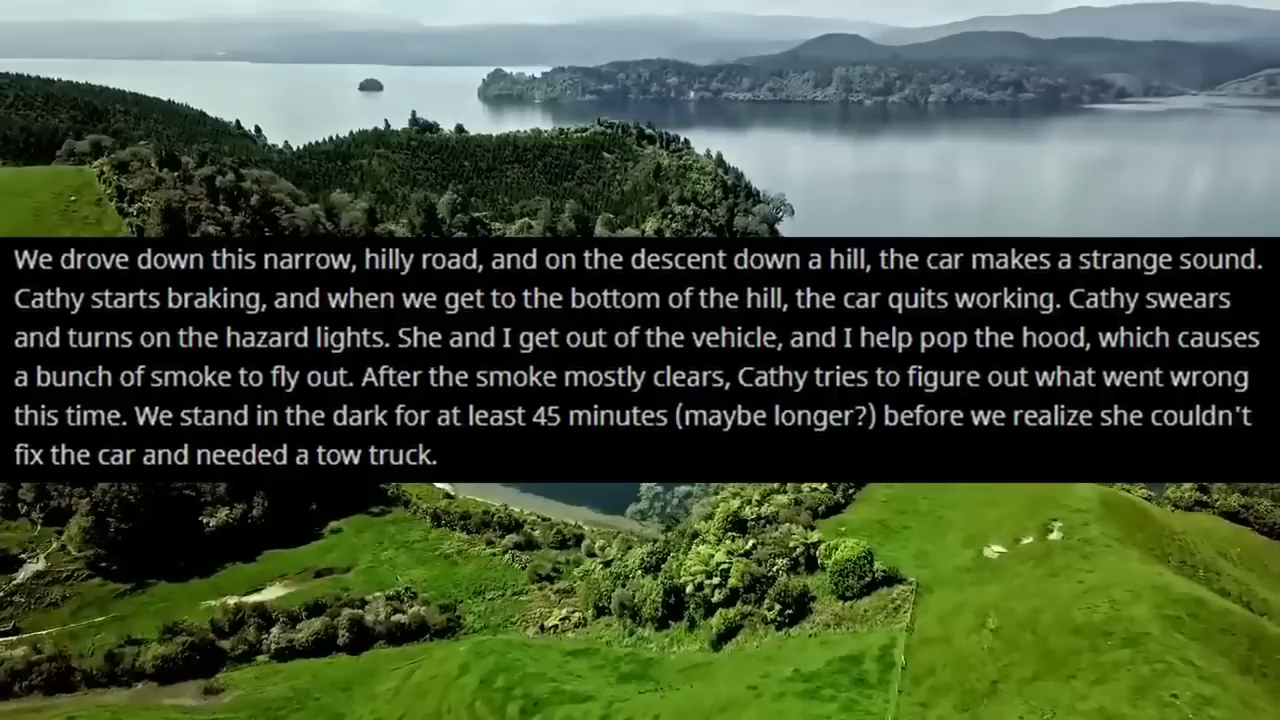 We drove down this narrow, hilly road, and on the descent down a hill, the car makes a strange sound.
Cathy starts braking, and when we get to the bottom of the hill, the car quits working. Cathy swears
and turns on the hazard lights. She and I get out of the vehicle, and I help pop the hood, which causes
a bunch of smoke to fly out. After the smoke mostly clears, Cathy tries to figure out what went wrong
this time. We stand in the dark for at least 45 minutes (maybe longer?) before we realize she couldn't
fix the car and needed a tow truck.